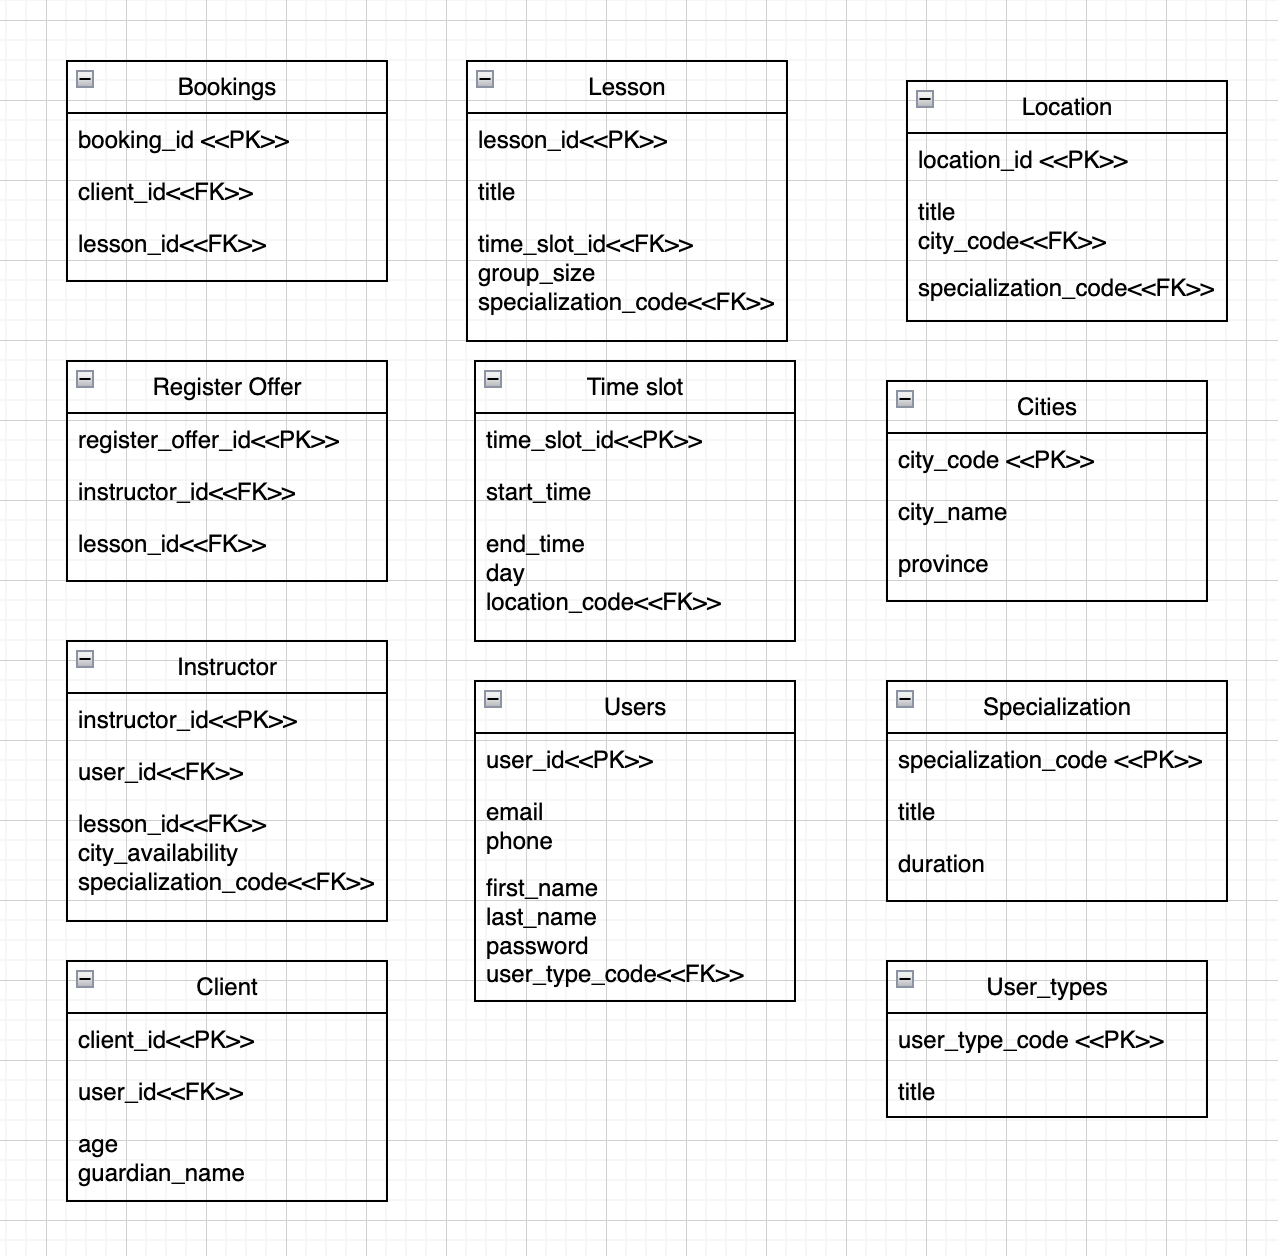 Bookings
booking_id <<PK>>
client_id<<FK>>
lesson_id<<FK>>
Lesson
lesson_id<<PK>>
title
time_slot_id<<FK>>
group_size
specialization_code<<FK>>
Location
location_id <<PK>>
title
city_code<<FK>>
specialization_code<<FK>>
Register Offer
register_offer_id<<PK>>
instructor_id<<FK>>
lesson_id<<FK>>
Time slot
time_slot_id<<PK>>
start_time
end_time
day
location_code<<FK>>
Cities
city_code <<PK>>
city_name
province
Instructor
instructor_id<<PK>>
user_id<<FK>>
lesson_id<<FK>>
city_availability
specialization_code<<FK>>
Users
user_id<<PK>>
email
phone
first_name
last_name
password
user_type_code<<FK>>
Specialization
specialization_code <<PK>>
title
duration
Client
client_id<<PK>>
user_id<<FK>>
age
guardian_name
User_types
user_type_code <<PK>>
title